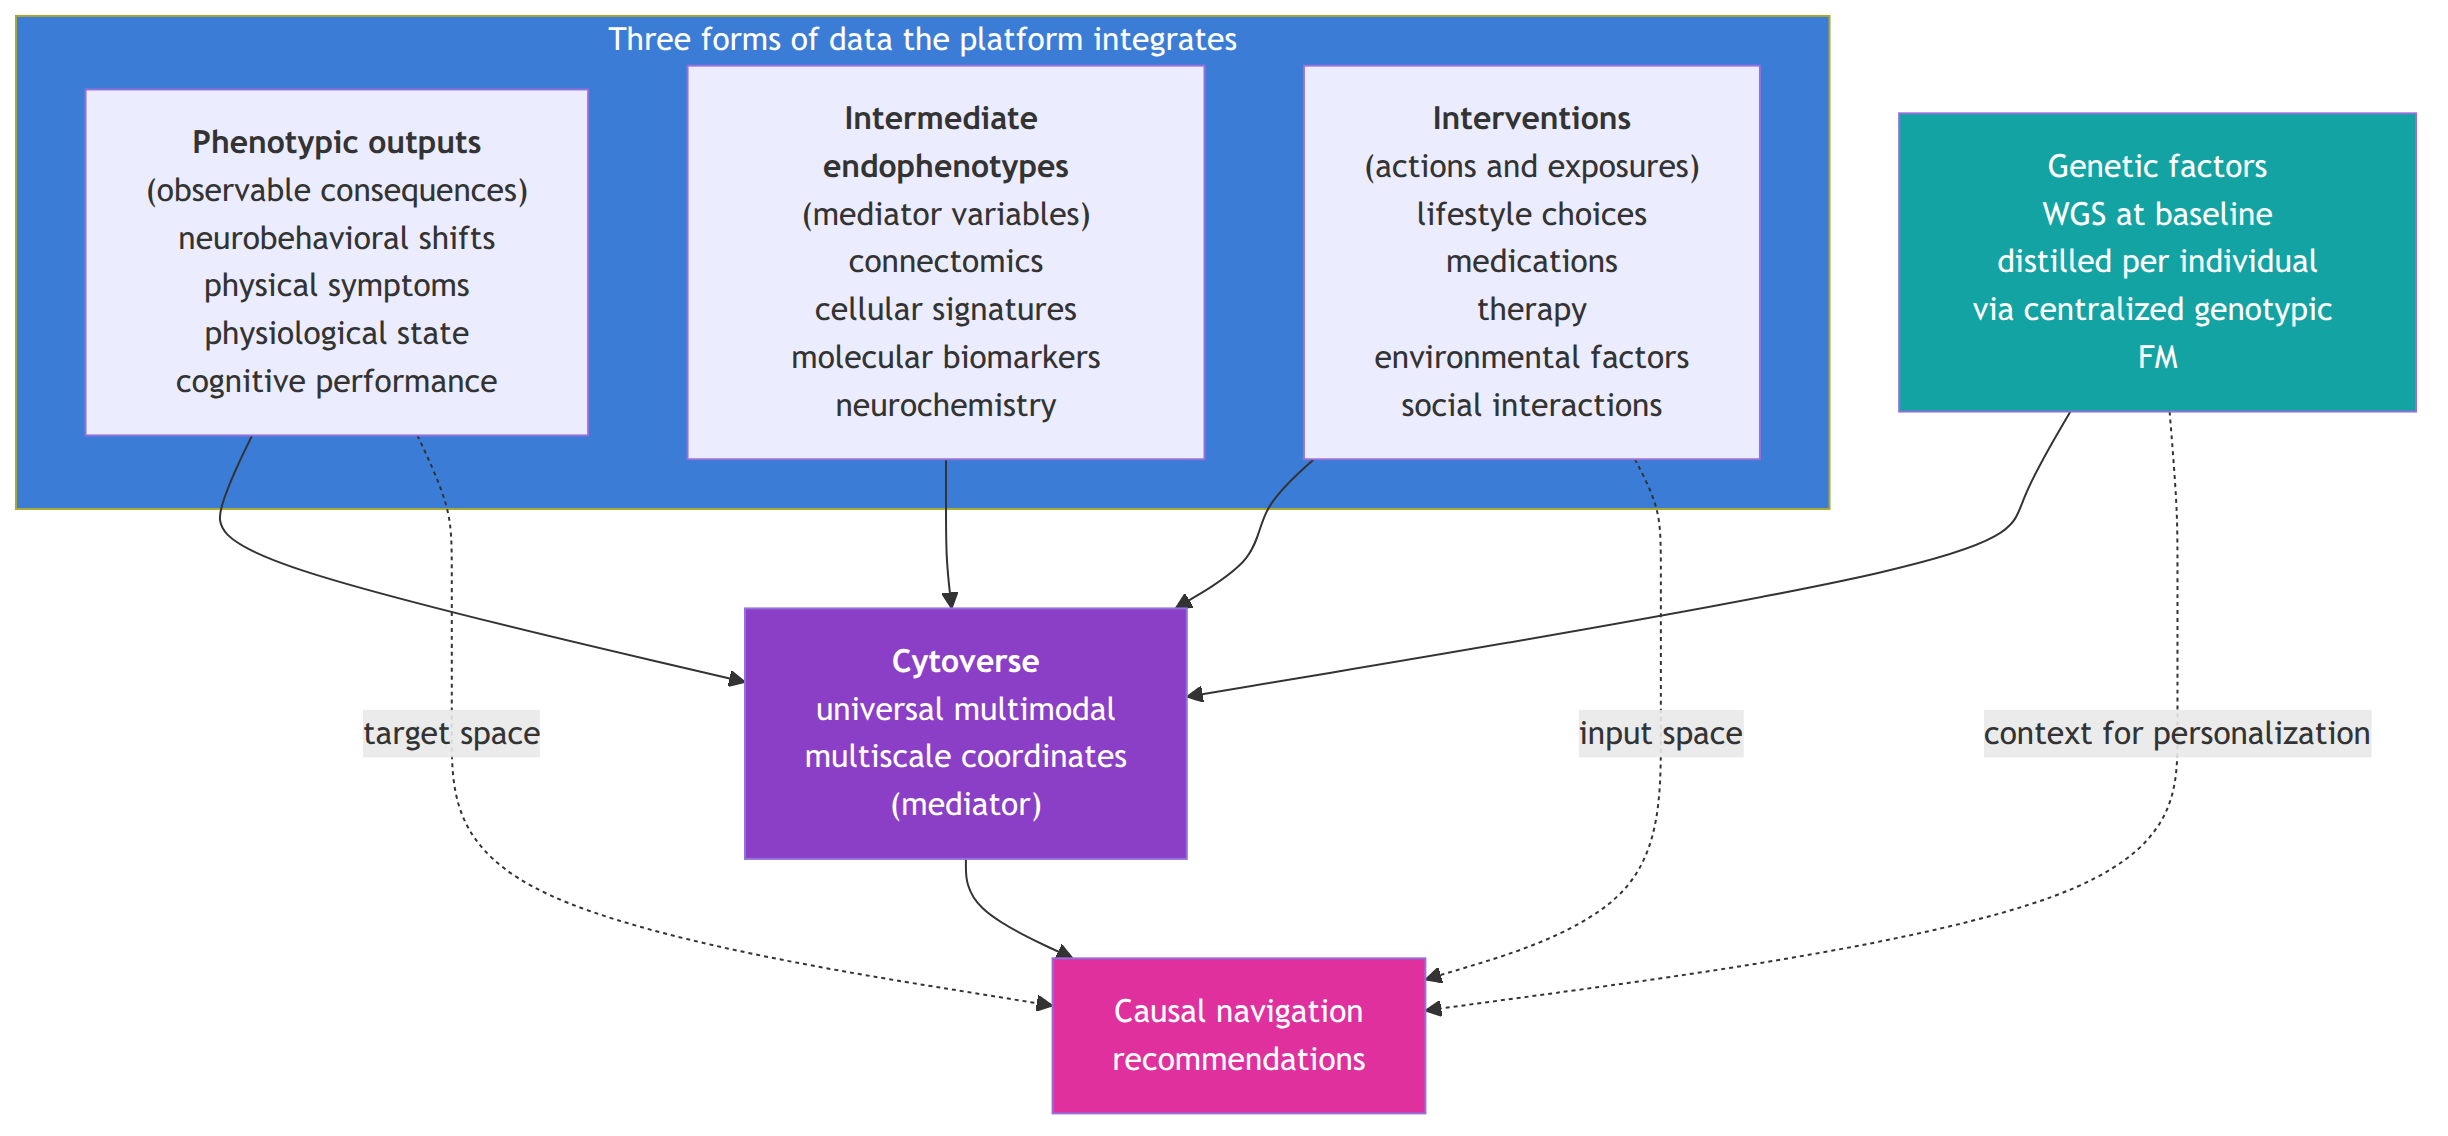 Three forms of data the platform integrates
Phenotypic outputs
(observable consequences)
neurobehavioral shifts
physical symptoms
physiological state
cognitive performance
Intermediate
endophenotypes
(mediator variables)
connectomics
cellular signatures
molecular biomarkers
neurochemistry
Interventions
(actions and exposures)
lifestyle choices
medications
therapy
environmental factors
social interactions
Genetic factors
WGS at baseline
distilled per individual
via centralized genotypic
FM
Cytoverse
universal multimodal
multiscale coordinates
(mediator)
target space
input space
context for personalization
Causal navigation
recommendations